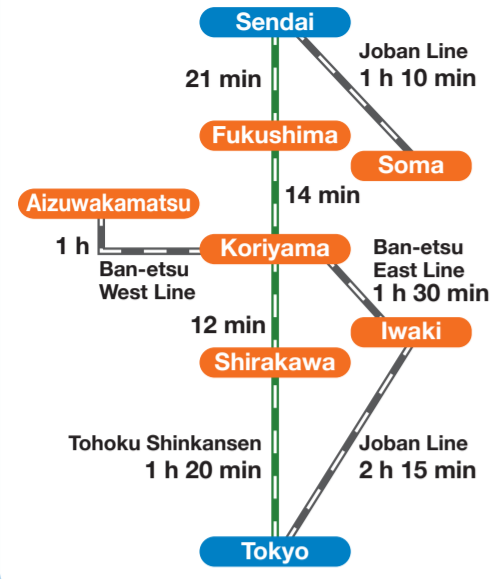 Sendai
21 min
Joban Line
1 h 10 min
Fukushima
Soma
14 min
Aizuwakamatsu
1 h
Koriyama
Ban-etsu
West Line
Ban-etsu
East Line
1 h 30 min
12 min
Iwaki
Shirakawa
Tohoku Shinkansen
1 h 20 min
Joban Line
2 h 15 min
Tokyo